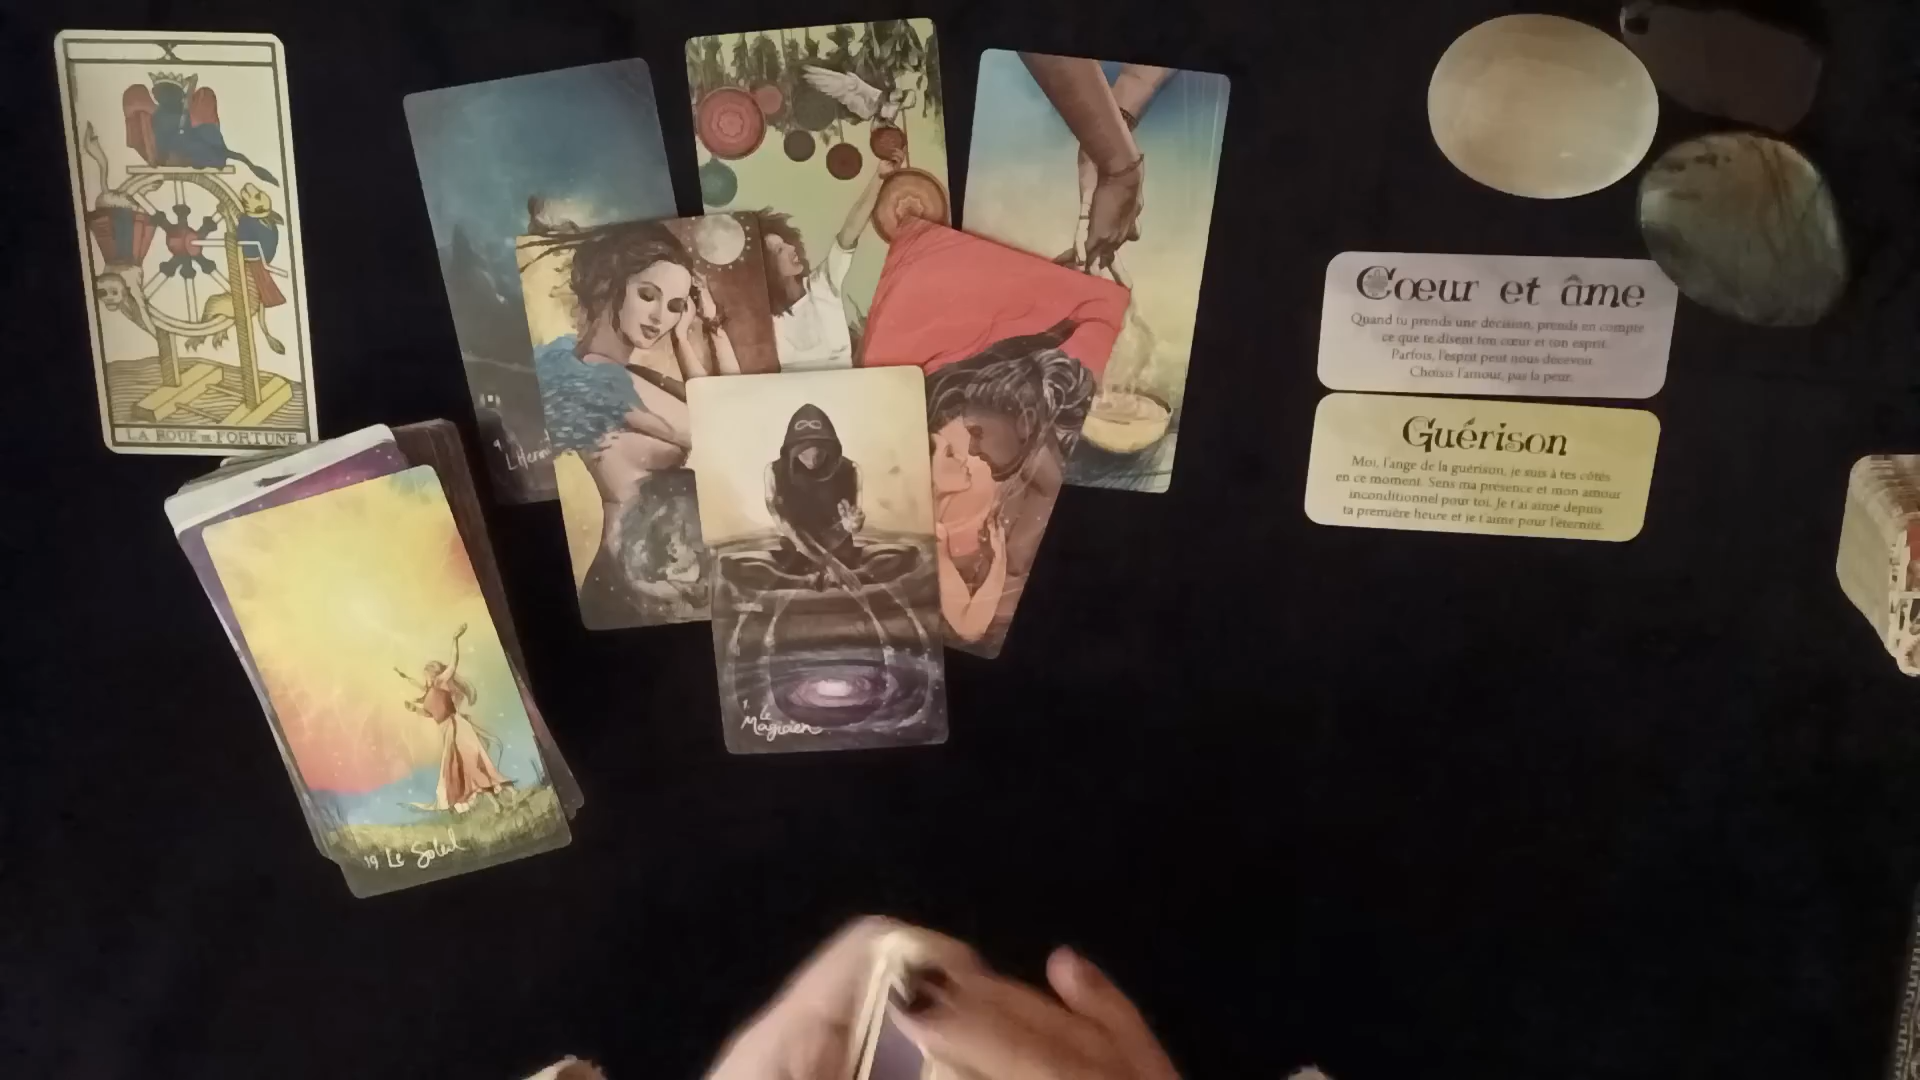 X
LA ROUE DE FORTUNE
9 L'Hermi
1. Le
Magicien
19 Le Soleil
Cœur et âme
Quand tu prends une décision, prends en compte
ce que te disent ton cœur et ton esprit.
Parfois, l'esprit peut nous décevoir.
Choisis l'amour, pas la peur.
Guérison
Moi, l'ange de la guérison, je suis à tes côtés
en ce moment. Sens ma présence et mon amour
inconditionnel pour toi. Je t'ai aimé depuis
ta première heure et je t'aime pour l'éternité.